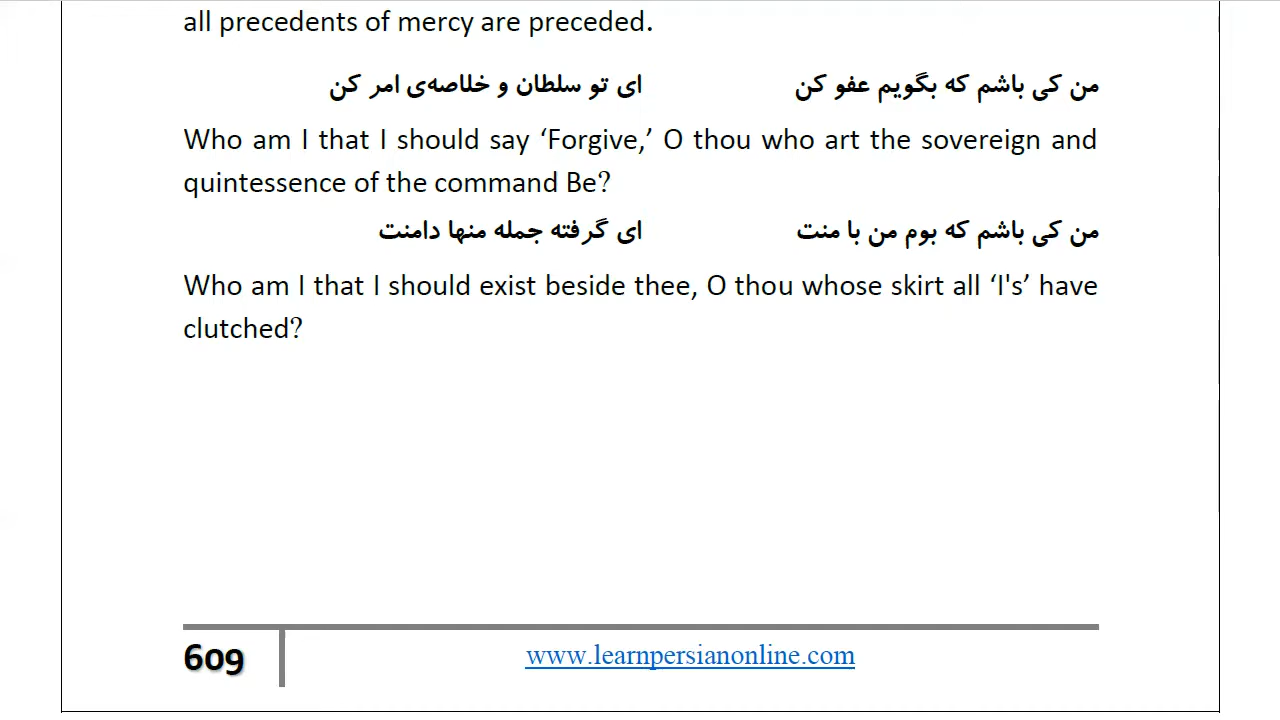 all precedents of mercy are preceded.
من کی باشم که بگویم عفو کن ای تو سلطان و خلاصه‌ی امر کن
Who am I that I should say ‘Forgive,’ O thou who art the sovereign and
quintessence of the command Be?
من کی باشم که بوم من با منت ای گرفته جمله منها دامنت
Who am I that I should exist beside thee, O thou whose skirt all ‘I's’ have
clutched?
609
www.learnpersianonline.com